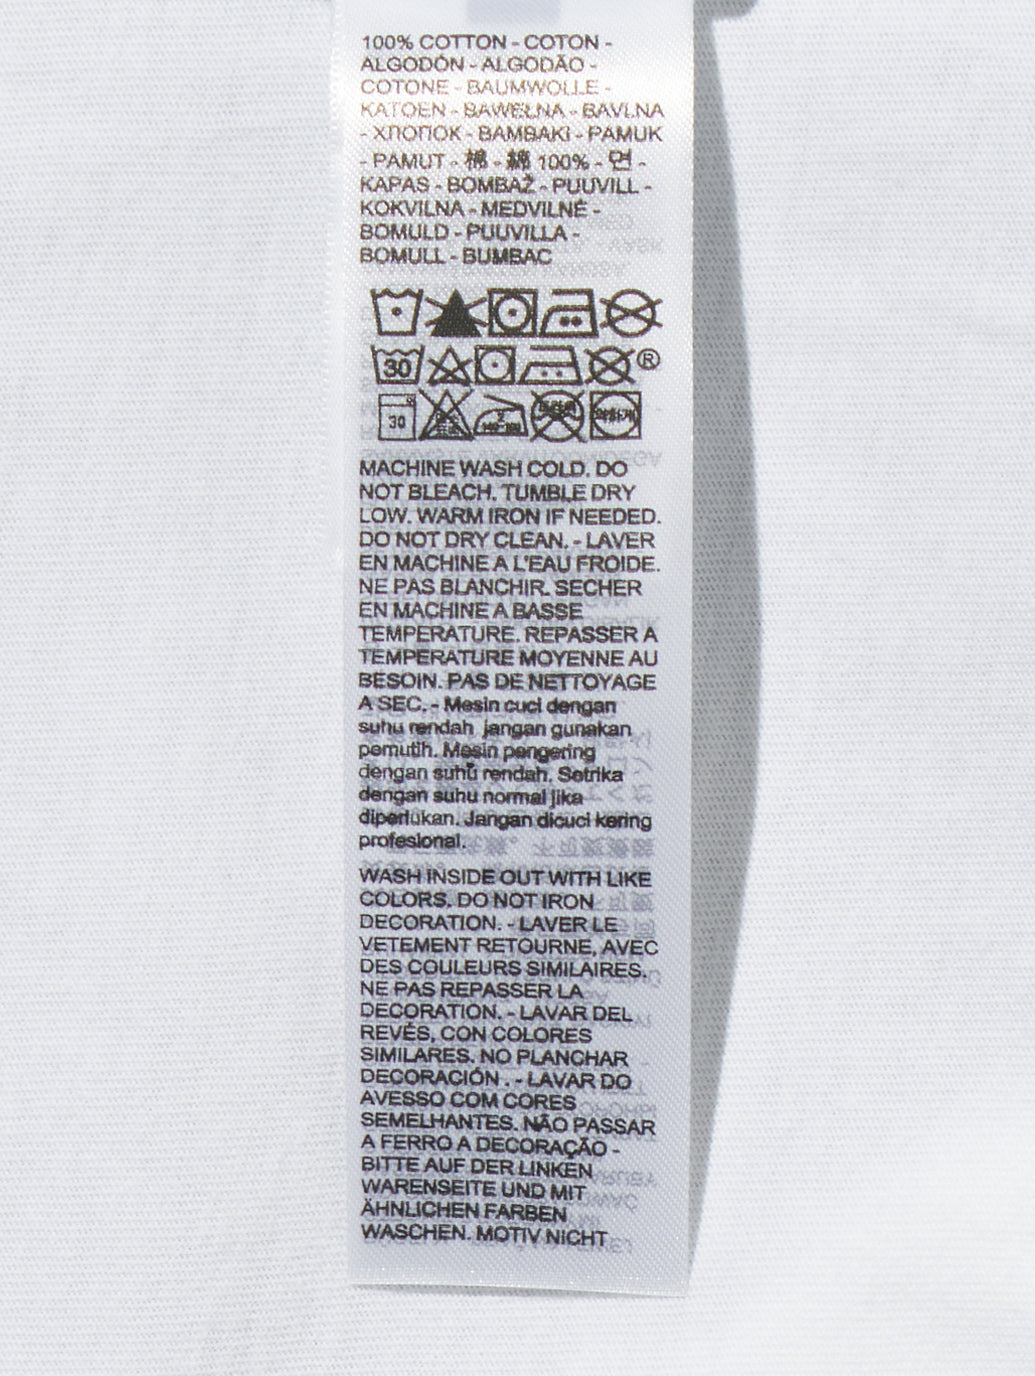 100% COTTON - COTON -
ALGODÓN - ALGODÃO -
COTONE - BAUMWOLLE -
KATOEN - BAWEŁNA - BAVLNA
- ХЛОПОК - BAMBAKI - PAMUK
- PAMUT - 棉 - 綿 100% - 면 -
KAPAS - BOMBAŽ - PUUVILL -
KOKVILNA - MEDVILNĖ -
BOMULD - PUUVILLA -
BOMULL - BUMBAC
30 ®
30
MACHINE WASH COLD. DO
NOT BLEACH. TUMBLE DRY
LOW. WARM IRON IF NEEDED.
DO NOT DRY CLEAN. - LAVER
EN MACHINE A L'EAU FROIDE.
NE PAS BLANCHIR. SECHER
EN MACHINE A BASSE
TEMPERATURE. REPASSER A
TEMPERATURE MOYENNE AU
BESOIN. PAS DE NETTOYAGE
A SEC. - Mesin cuci dengan
suhu rendah jangan gunakan
pemutih. Mesin pengering
dengan suhu rendah. Setrika
dengan suhu normal jika
diperlukan. Jangan dicuci kering
profesional.
WASH INSIDE OUT WITH LIKE
COLORS. DO NOT IRON
DECORATION. - LAVER LE
VETEMENT RETOURNE, AVEC
DES COULEURS SIMILAIRES.
NE PAS REPASSER LA
DECORATION. - LAVAR DEL
REVÉS, CON COLORES
SIMILARES. NO PLANCHAR
DECORACIÓN . - LAVAR DO
AVESSO COM CORES
SEMELHANTES. NÃO PASSAR
A FERRO A DECORAÇÃO -
BITTE AUF DER LINKEN
WARENSEITE UND MIT
ÄHNLICHEN FARBEN
WASCHEN. MOTIV NICHT